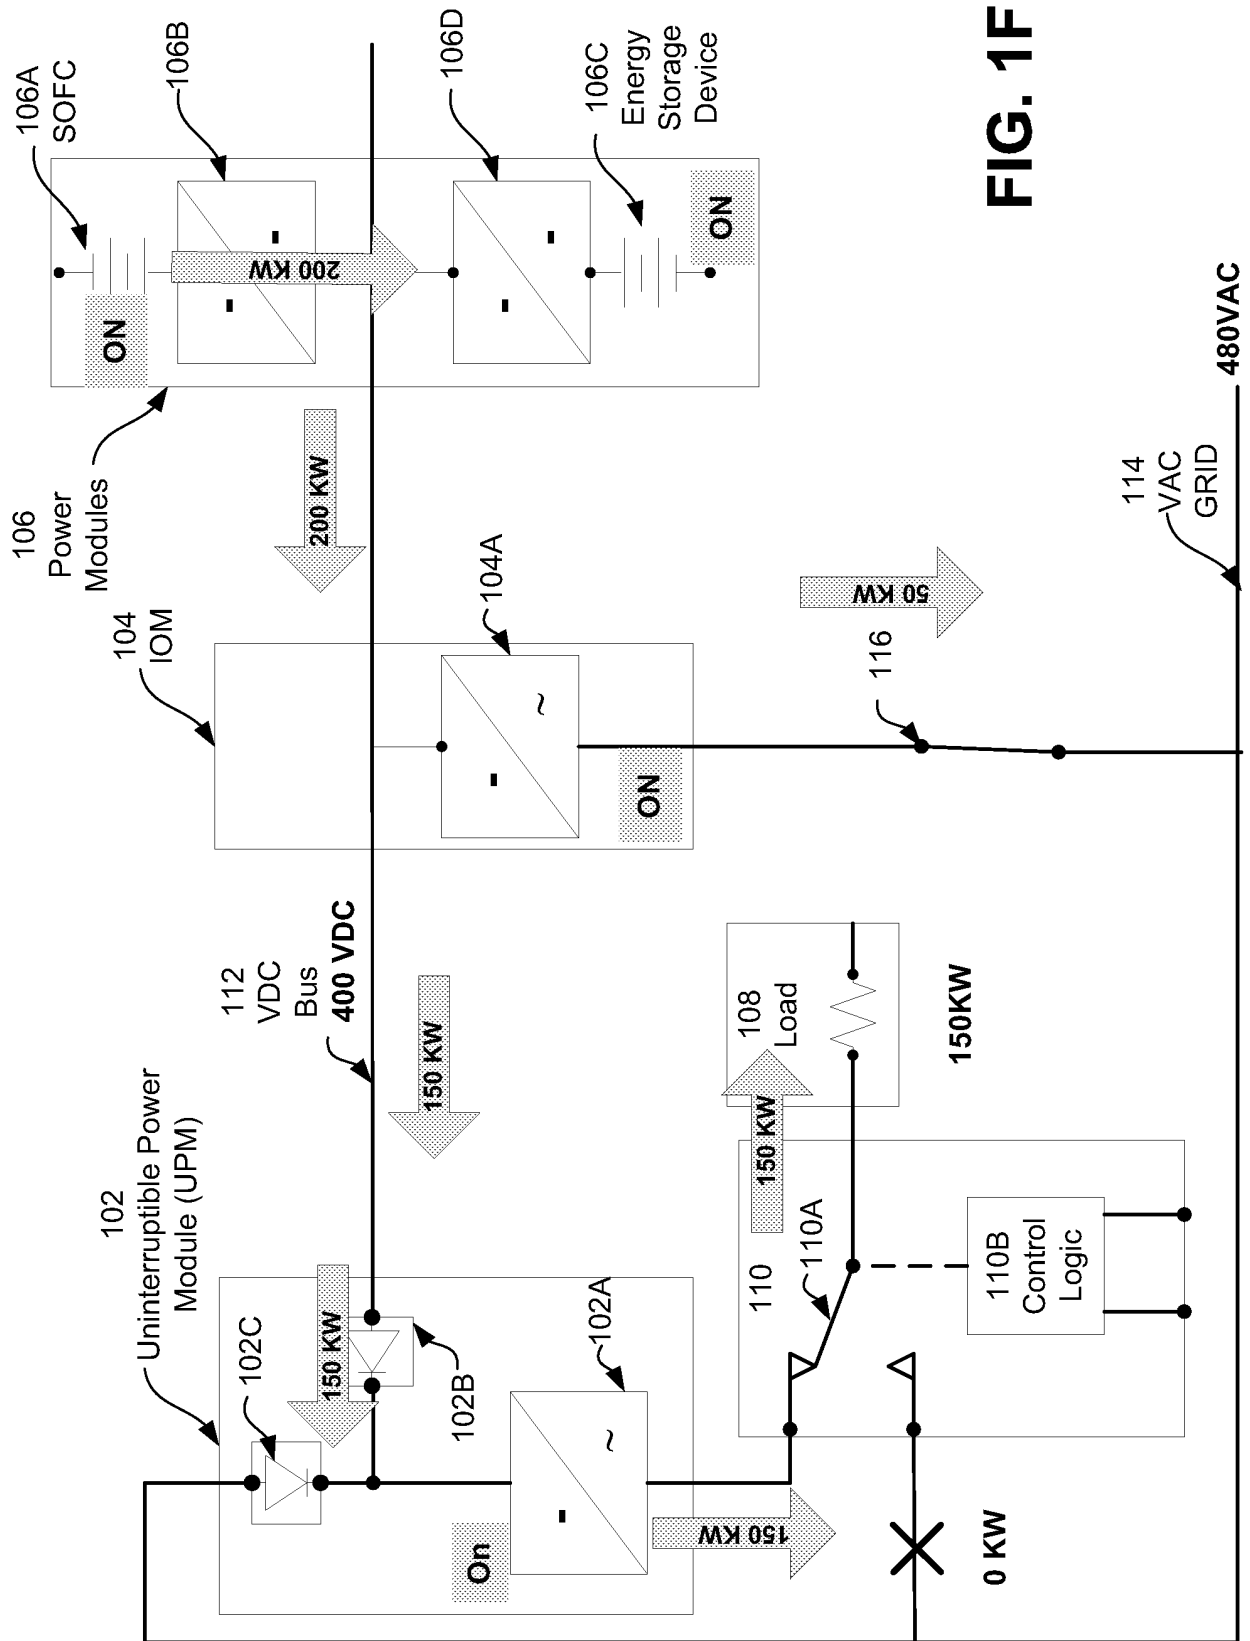 102
Uninterruptible Power
Module (UPM)
102C
150 KW
102B
102A
On
-
~
150 KW
0 KW
112
VDC
Bus
400 VDC
150 KW
110
110A
150 KW
110B
Control
Logic
108
Load
150KW
104
IOM
104A
-
~
ON
116
50 KW
106
Power
Modules
200 KW
106A
SOFC
ON
106B
-
-
200 KW
106D
-
-
106C
Energy
Storage
Device
ON
114
VAC
GRID
480VAC
FIG. 1F